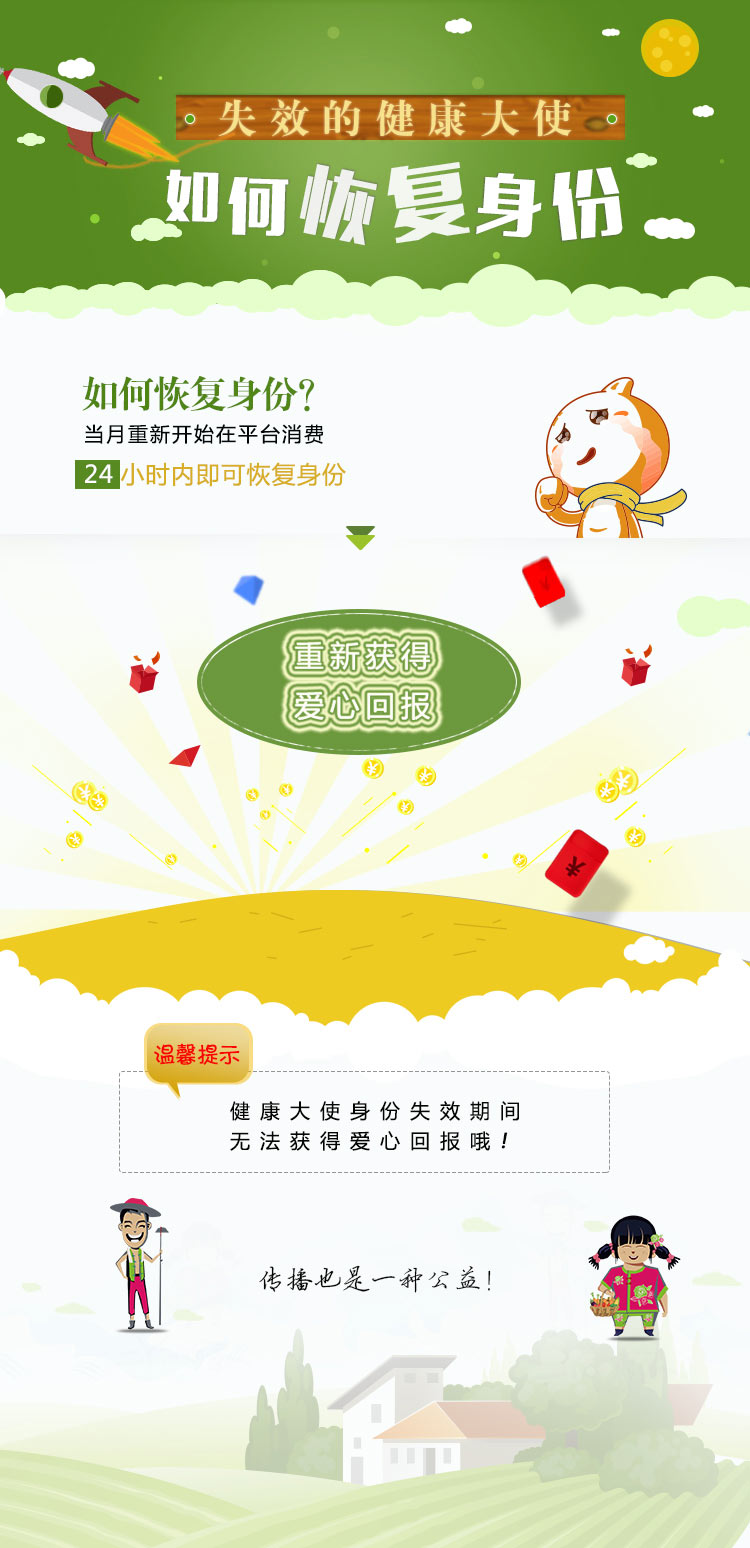 失效的健康大使
如何恢复身份
如何恢复身份?
当月重新开始在平台消费
24小时内即可恢复身份
重新获得
爱心回报
温馨提示
健康大使身份失效期间
无法获得爱心回报哦!
传播也是一种公益!